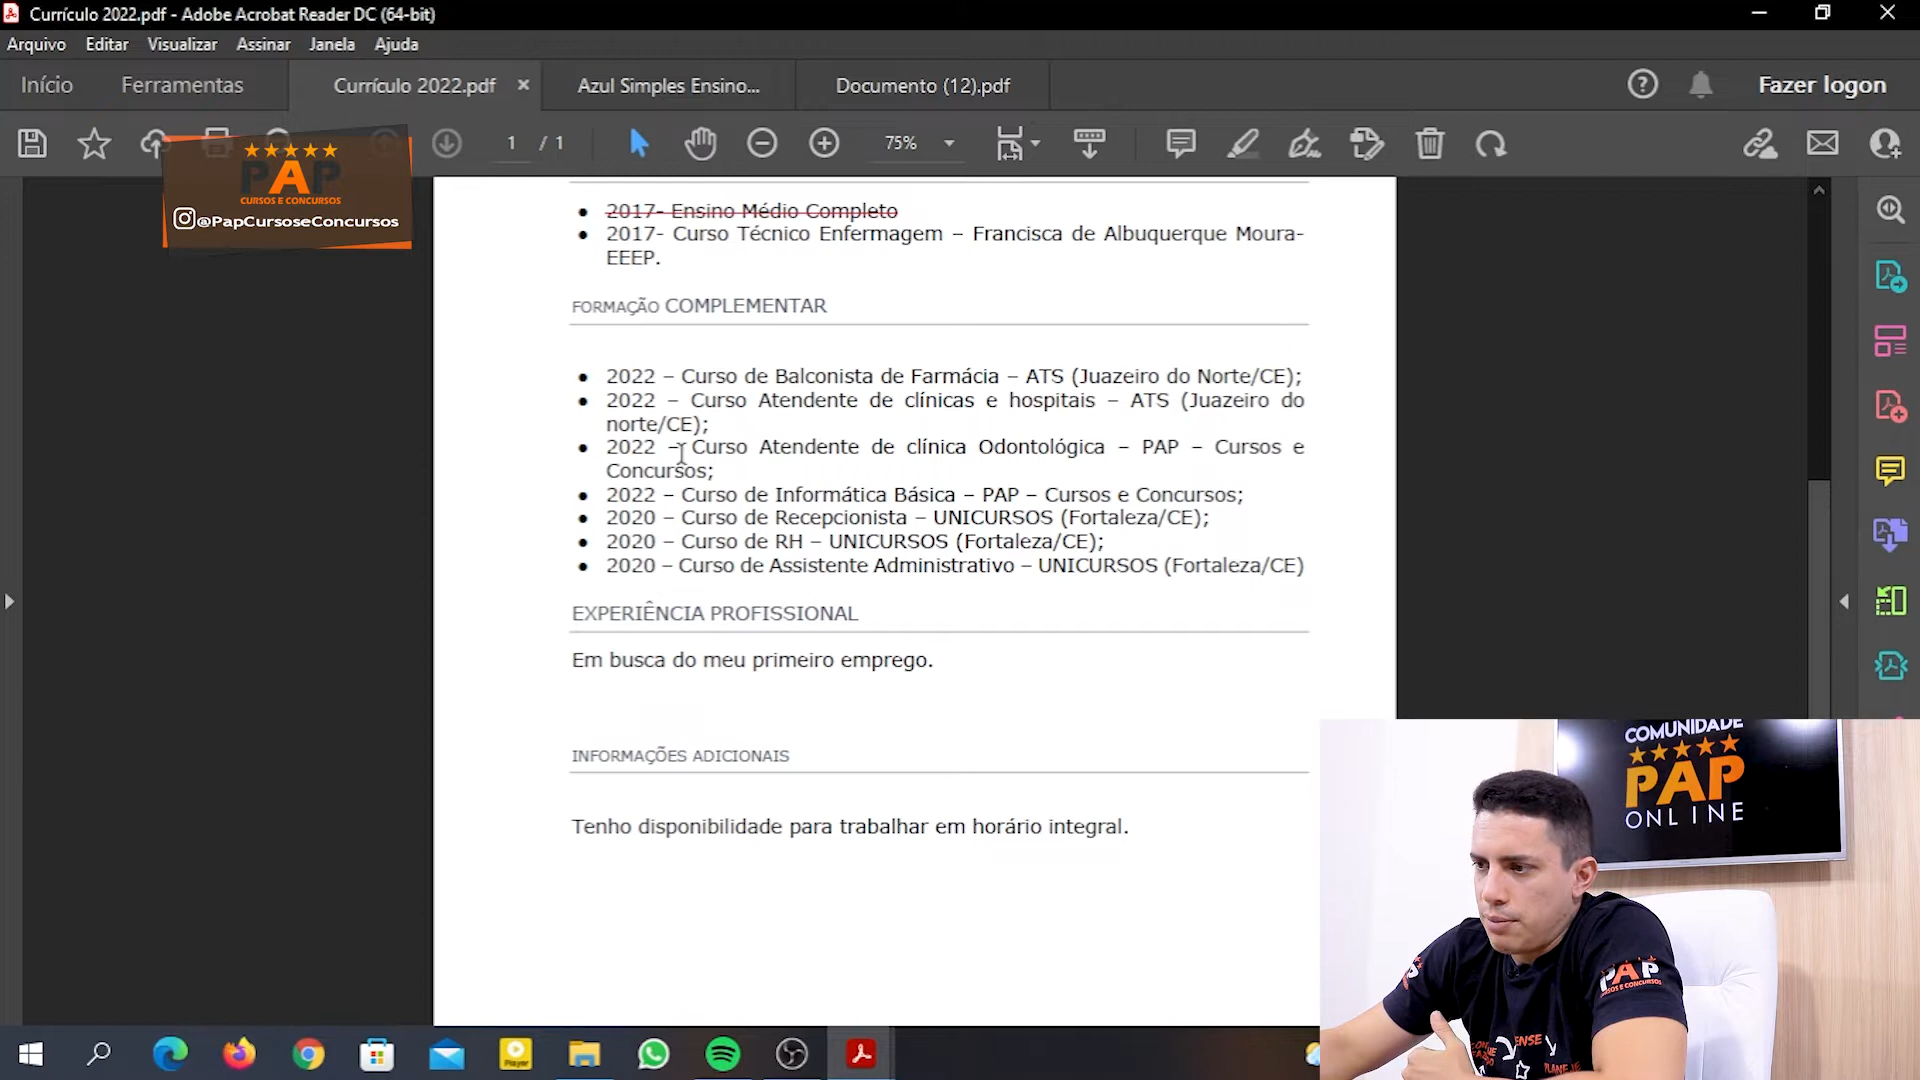 Currículo 2022.pdf - Adobe Acrobat Reader DC (64-bit)
Arquivo Editar Visualizar Assinar Janela Ajuda
Início Ferramentas Currículo 2022.pdf × Azul Simples Ensino... Documento (12).pdf Fazer logon
1 / 1 75%
PAP
CURSOS E CONCURSOS
@PapCursoseConcursos
• 2017- Ensino Médio Completo
• 2017- Curso Técnico Enfermagem – Francisca de Albuquerque Moura-
EEEP.
FORMAÇÃO COMPLEMENTAR
• 2022 – Curso de Balconista de Farmácia – ATS (Juazeiro do Norte/CE);
• 2022 – Curso Atendente de clínicas e hospitais – ATS (Juazeiro do
norte/CE);
• 2022 – Curso Atendente de clínica Odontológica – PAP – Cursos e
Concursos;
• 2022 – Curso de Informática Básica – PAP – Cursos e Concursos;
• 2020 – Curso de Recepcionista – UNICURSOS (Fortaleza/CE);
• 2020 – Curso de RH – UNICURSOS (Fortaleza/CE);
• 2020 – Curso de Assistente Administrativo – UNICURSOS (Fortaleza/CE)
EXPERIÊNCIA PROFISSIONAL
Em busca do meu primeiro emprego.
INFORMAÇÕES ADICIONAIS
Tenho disponibilidade para trabalhar em horário integral.
COMUNIDADE
PAP
ONLINE
PAP
CURSOS E CONCURSOS
Player